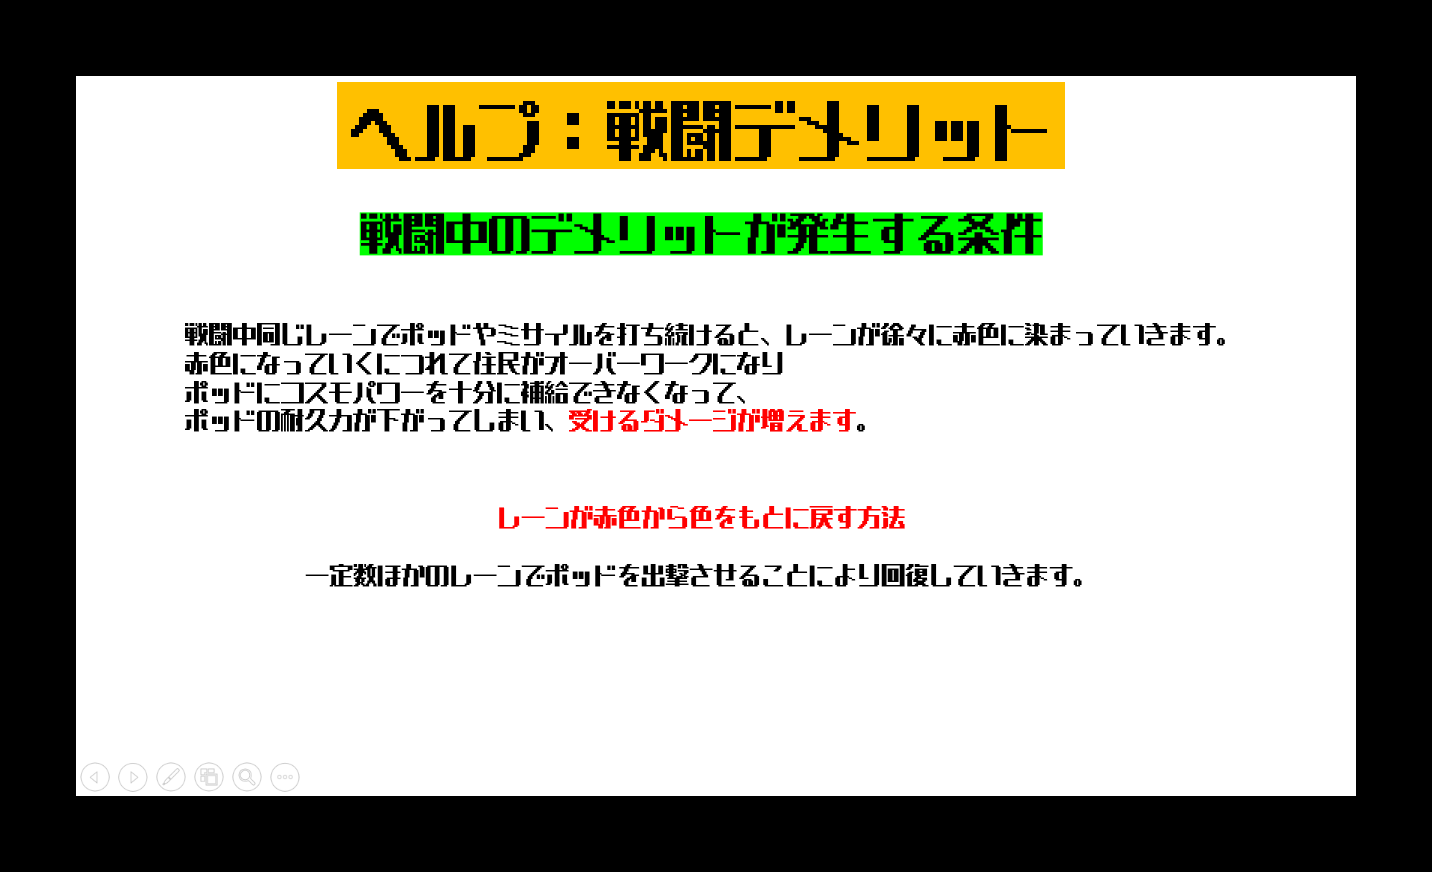 ヘルプ：戦闘デメリット
戦闘中のデメリットが発生する条件
戦闘中同じレーンでポッドやミサイルを打ち続けると、レーンが徐々に赤色に染まっていきます。
赤色になっていくにつれて住民がオーバーワークになり
ポッドにコスモパワーを十分に補給できなくなって、
ポッドの耐久力が下がってしまい、受けるダメージが増えます。
レーンが赤色から色をもとに戻す方法
一定数ほかのレーンでポッドを出撃させることにより回復していきます。